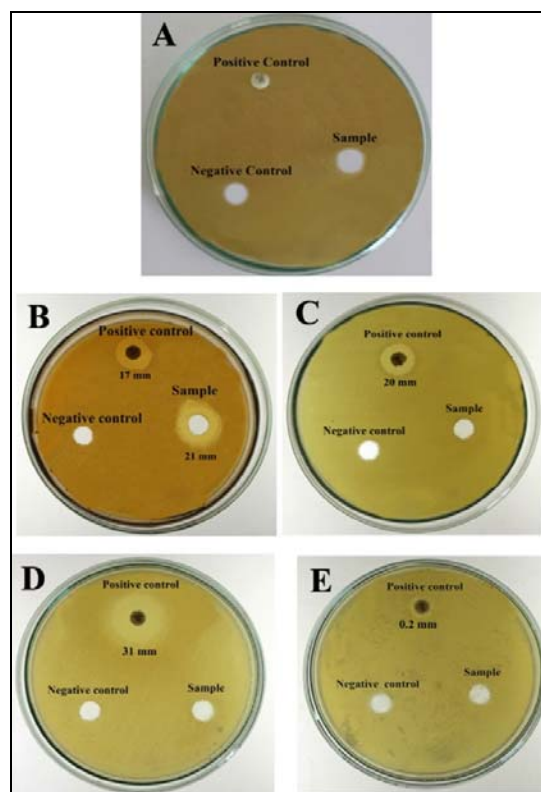 A
Positive Control
Sample
Negative Control
B
Positive control
17 mm
Sample
Negative control
21 mm
C
Positive control
20 mm
Sample
Negative control
D
Positive control
31 mm
Negative control
Sample
E
Positive control
0.2 mm
Negative control
Sample